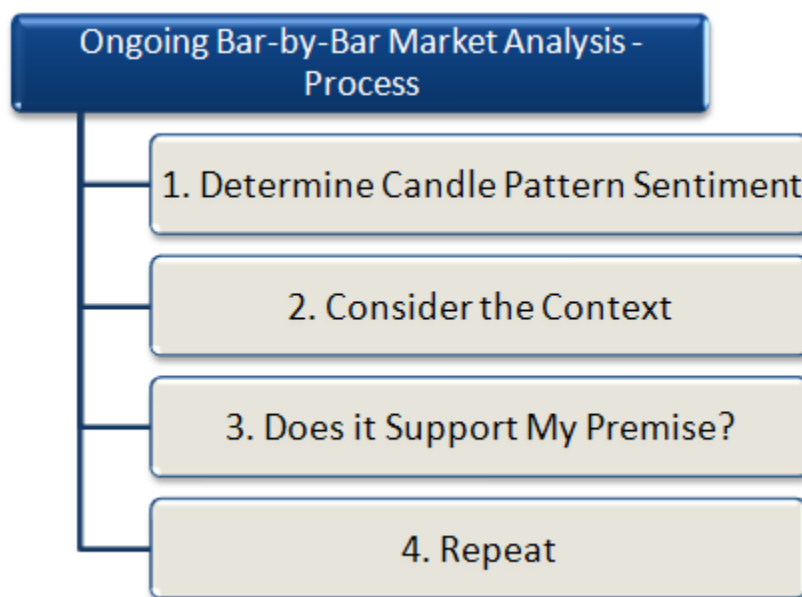 Ongoing Bar-by-Bar Market Analysis -
Process
1. Determine Candle Pattern Sentiment
2. Consider the Context
3. Does it Support My Premise?
4. Repeat